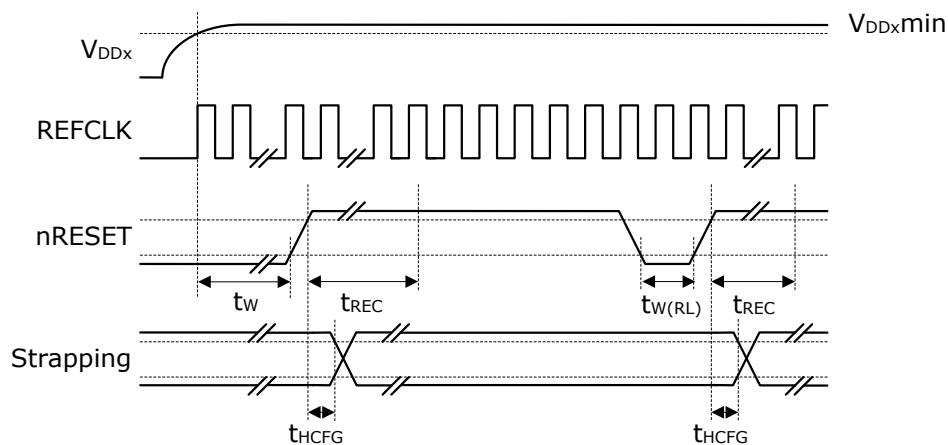 VDDxmin
VDDx
REFCLK
nRESET
tW
tREC
tW(RL)
tREC
Strapping
tHCFG
tHCFG